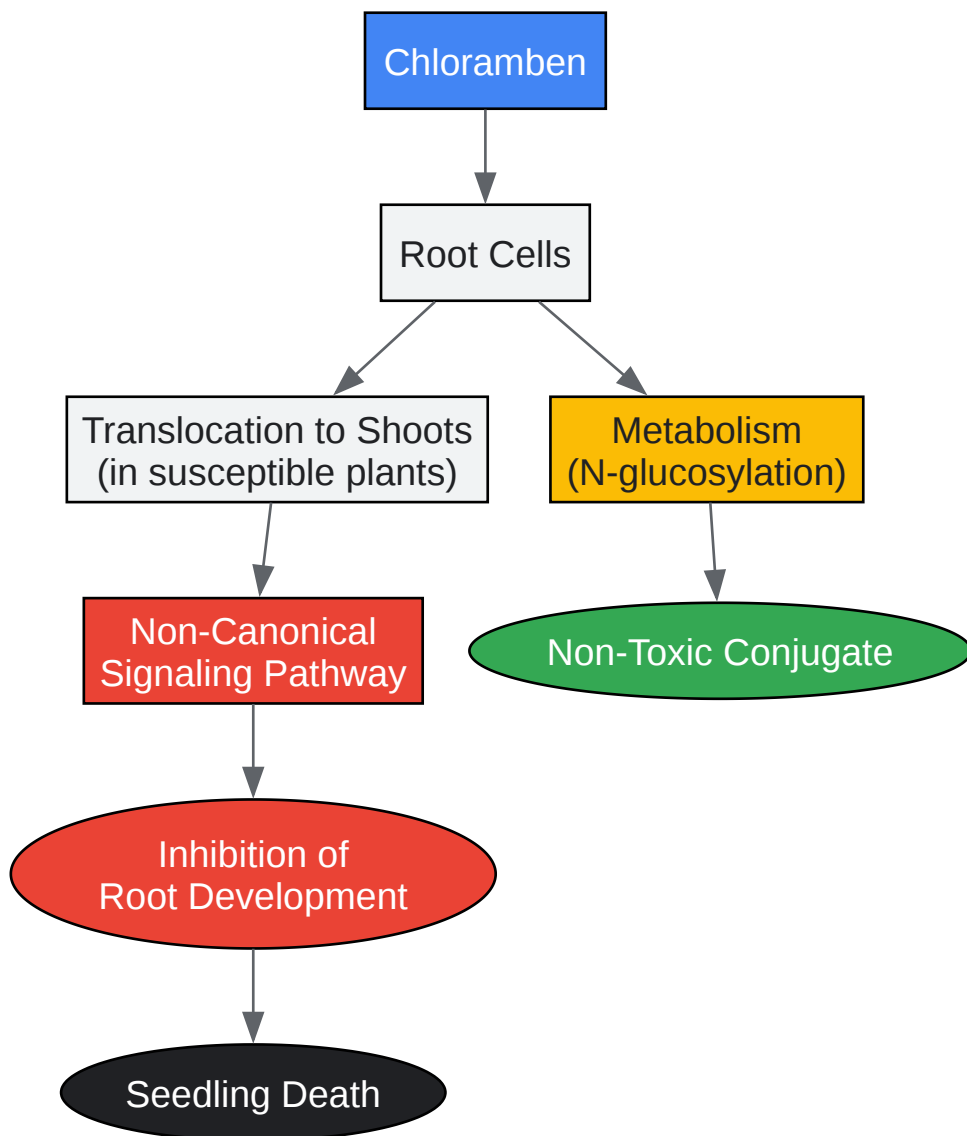 Chloramben
Root Cells
Translocation to Shoots
(in susceptible plants)
Metabolism
(N-glucosylation)
Non-Canonical
Signaling Pathway
Non-Toxic Conjugate
Inhibition of
Root Development
Seedling Death